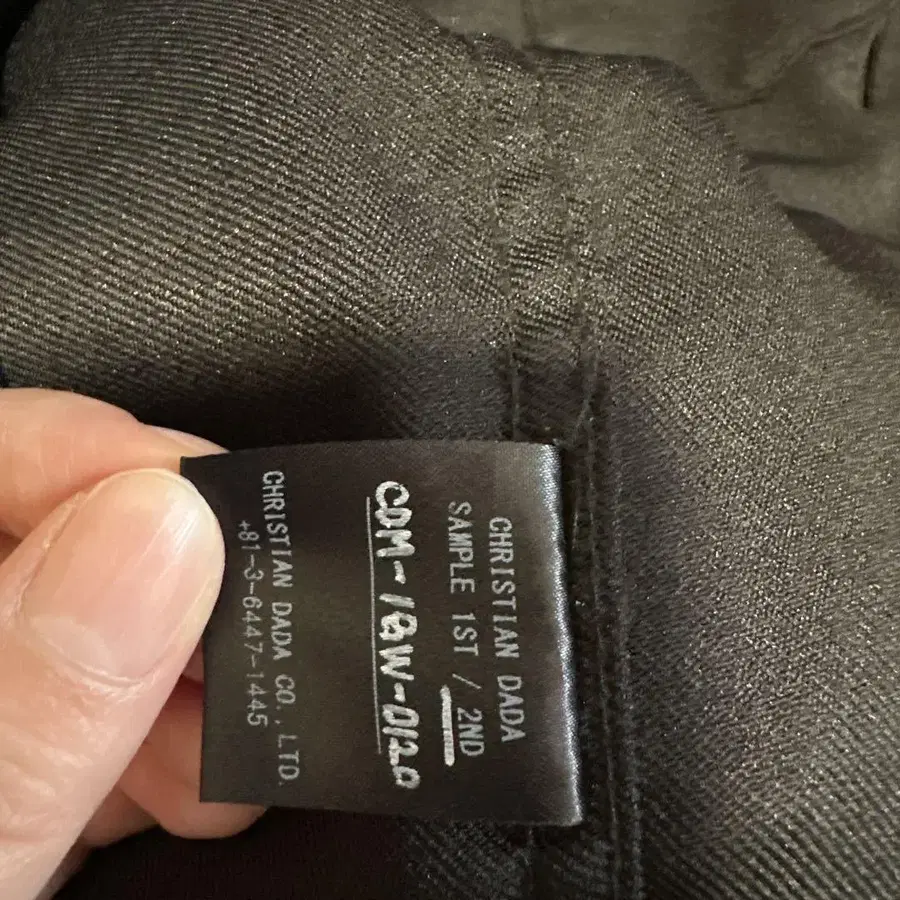 CHRISTIAN DADA
SAMPLE 1ST / 2ND
CDM-18W-0120
CHRISTIAN DADA CO., LTD.
+81-3-6447-1445